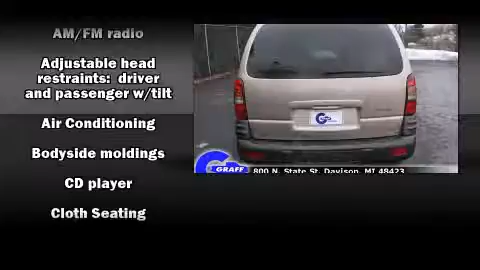 AM/FM radio
Adjustable head
restraints: driver
and passenger w/tilt
Air Conditioning
Bodyside moldings
CD player
Cloth Seating
GRAFF
800 N. State St. Davison, MI 48423